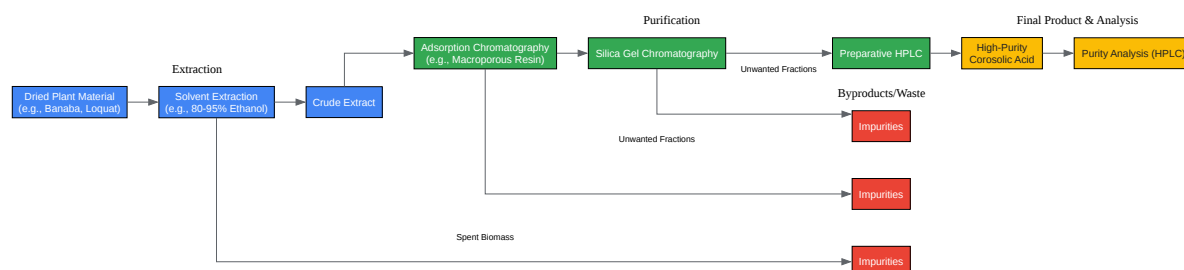 Purification
Final Product & Analysis
Adsorption Chromatography
(e.g., Macroporous Resin)
Silica Gel Chromatography
Preparative HPLC
High-Purity
Corosolic Acid
Purity Analysis (HPLC)
Extraction
Unwanted Fractions
Dried Plant Material
(e.g., Banaba, Loquat)
Solvent Extraction
(e.g., 80-95% Ethanol)
Crude Extract
Byproducts/Waste
Impurities
Unwanted Fractions
Impurities
Spent Biomass
Impurities